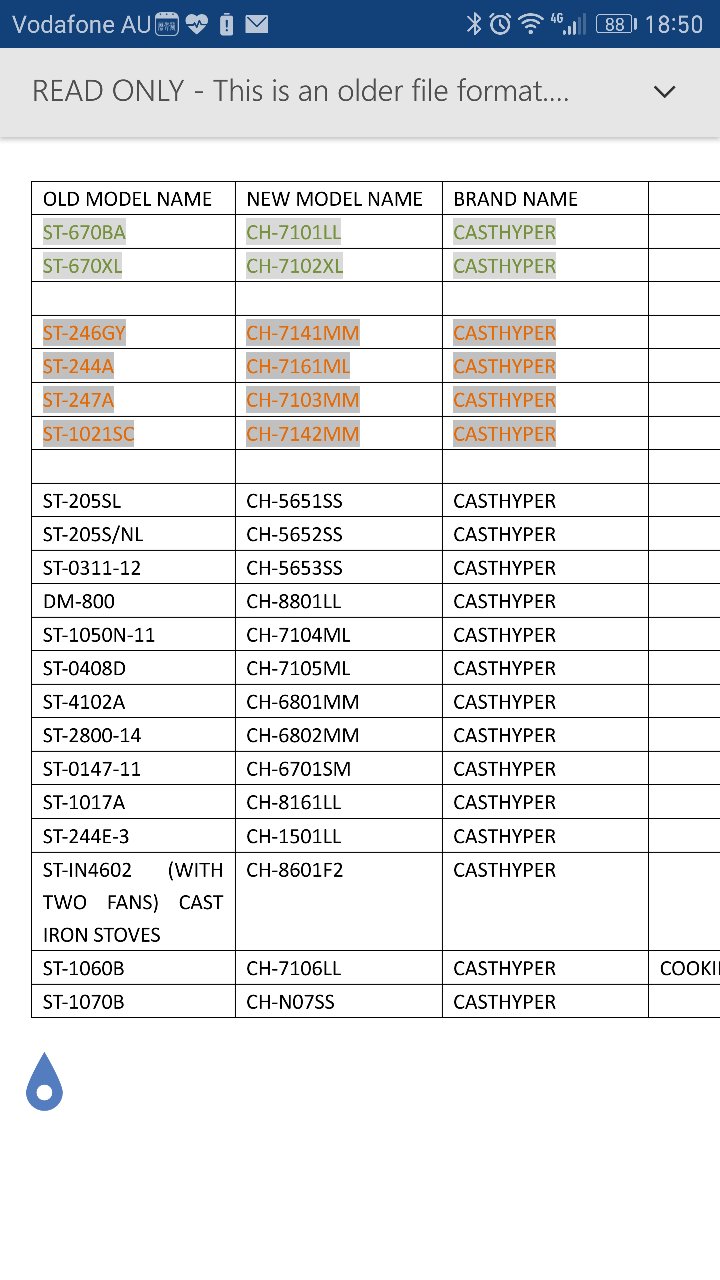 Vodafone AU 4G 88 18:50
READ ONLY - This is an older file format....
OLD MODEL NAME NEW MODEL NAME BRAND NAME
ST-670BA CH-7101LL CASTHYPER
ST-670XL CH-7102XL CASTHYPER
ST-246GY CH-7141MM CASTHYPER
ST-244A CH-7161ML CASTHYPER
ST-247A CH-7103MM CASTHYPER
ST-1021SC CH-7142MM CASTHYPER
ST-205SL CH-5651SS CASTHYPER
ST-205S/NL CH-5652SS CASTHYPER
ST-0311-12 CH-5653SS CASTHYPER
DM-800 CH-8801LL CASTHYPER
ST-1050N-11 CH-7104ML CASTHYPER
ST-0408D CH-7105ML CASTHYPER
ST-4102A CH-6801MM CASTHYPER
ST-2800-14 CH-6802MM CASTHYPER
ST-0147-11 CH-6701SM CASTHYPER
ST-1017A CH-8161LL CASTHYPER
ST-244E-3 CH-1501LL CASTHYPER
ST-IN4602 (WITH CH-8601F2 CASTHYPER
TWO FANS) CAST
IRON STOVES
ST-1060B CH-7106LL CASTHYPER
ST-1070B CH-N07SS CASTHYPER